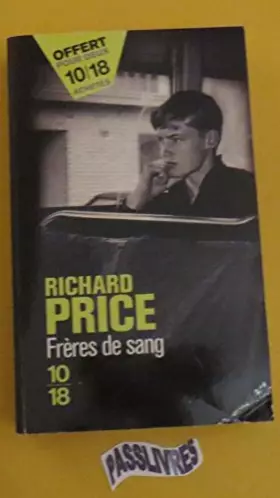 OFFERT
POUR DEUX
10|18
ACHETÉS
RICHARD
PRICE
Frères de sang
10
18
PASSLIVRES